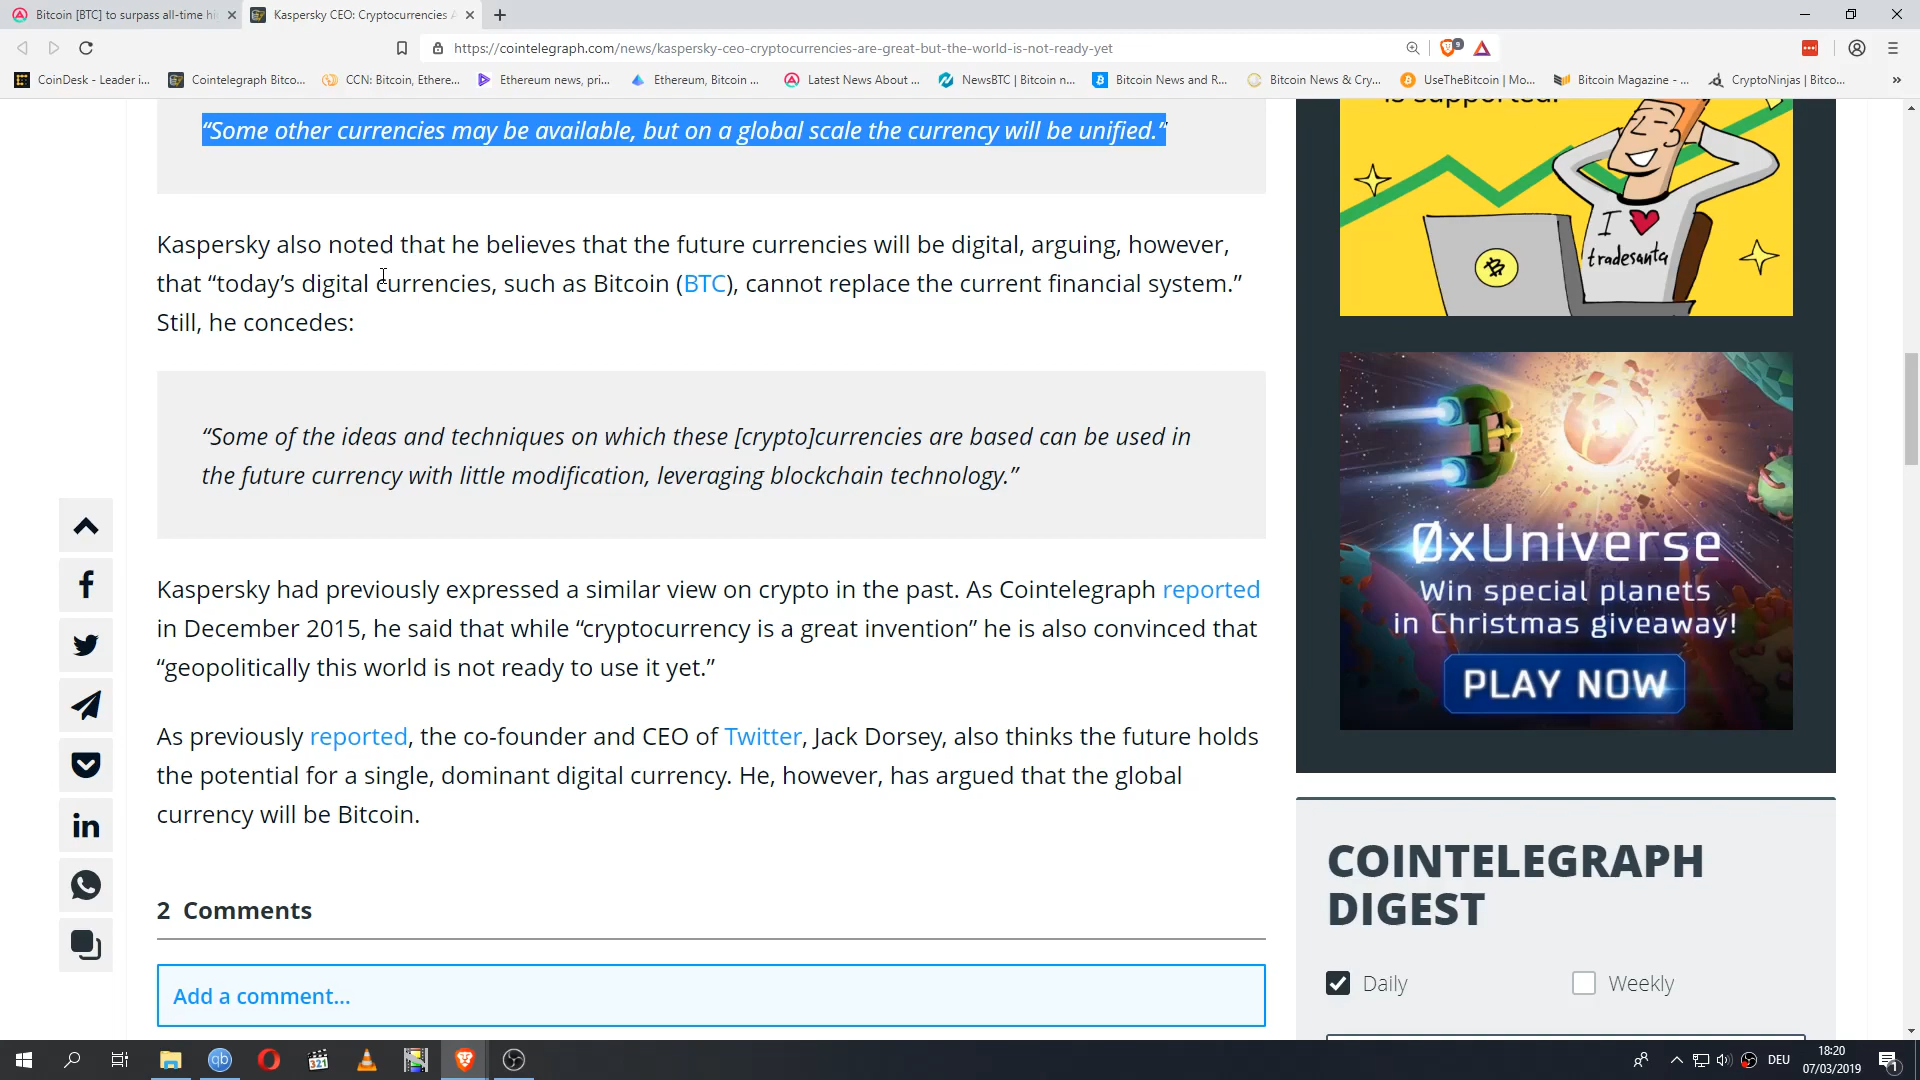 Bitcoin [BTC] to surpass all-time hi
Kaspersky CEO: Cryptocurrencies A
https://cointelegraph.com/news/kaspersky-ceo-cryptocurrencies-are-great-but-the-world-is-not-ready-yet
9
CoinDesk - Leader i...
Cointelegraph Bitco...
CCN: Bitcoin, Ethere...
Ethereum news, pri...
Ethereum, Bitcoin ...
Latest News About ...
NewsBTC | Bitcoin n...
Bitcoin News and R...
Bitcoin News & Cry...
UseTheBitcoin | Mo...
Bitcoin Magazine - ...
CryptoNinjas | Bitco...
»
“Some other currencies may be available, but on a global scale the currency will be unified.”
Kaspersky also noted that he believes that the future currencies will be digital, arguing, however,
that “today’s digital currencies, such as Bitcoin (BTC), cannot replace the current financial system.”
Still, he concedes:
“Some of the ideas and techniques on which these [crypto]currencies are based can be used in
the future currency with little modification, leveraging blockchain technology.”
Kaspersky had previously expressed a similar view on crypto in the past. As Cointelegraph reported
in December 2015, he said that while “cryptocurrency is a great invention” he is also convinced that
“geopolitically this world is not ready to use it yet.”
As previously reported, the co-founder and CEO of Twitter, Jack Dorsey, also thinks the future holds
the potential for a single, dominant digital currency. He, however, has argued that the global
currency will be Bitcoin.
2 Comments
Add a comment...
is supported.
I
tradesanta
0xUniverse
Win special planets
in Christmas giveaway!
PLAY NOW
COINTELEGRAPH
DIGEST
Daily
Weekly
qb
321
DEU
18:20
07/03/2019
1